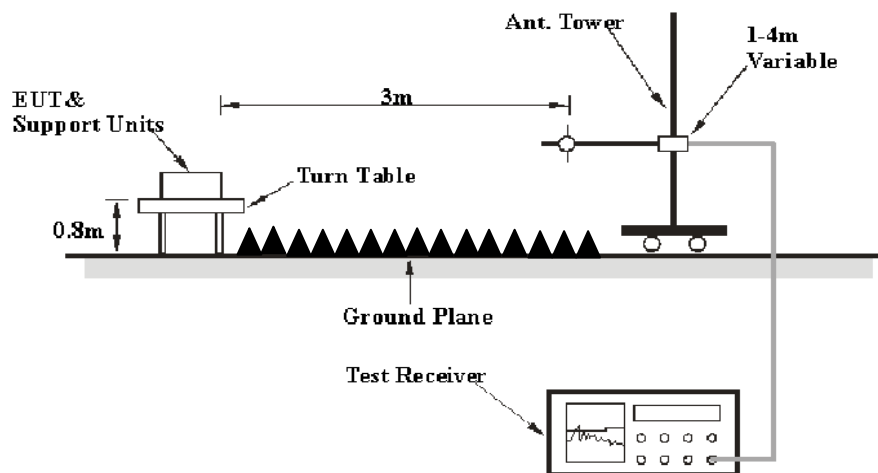 Ant. Tower
1-4m
Variable
3m
EUT &
Support Units
Turn Table
0.8m
Ground Plane
Test Receiver